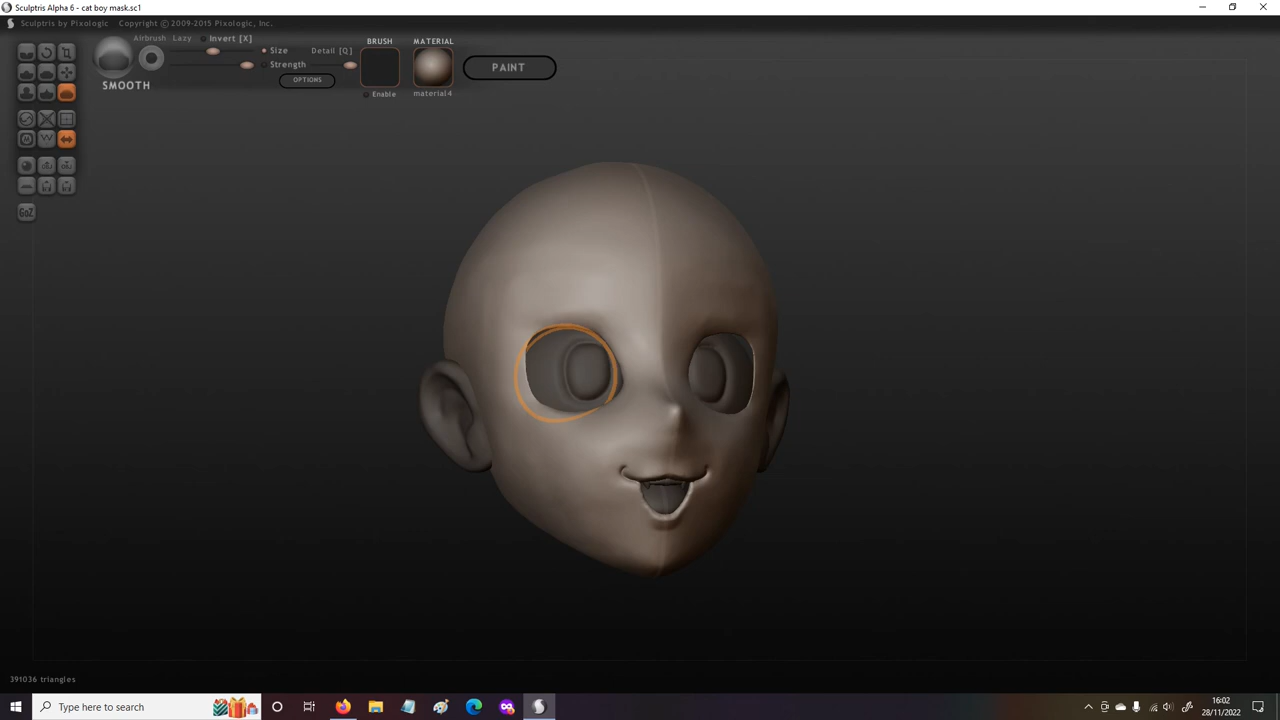 Sculptris Alpha 6 - cat boy mask.sc1
Sculptris by Pixologic Copyright © 2009-2015 Pixologic, Inc.
Airbrush Lazy Invert [X]
Size Detail [Q]
Strength
OPTIONS
SMOOTH
BRUSH
Enable
MATERIAL
material4
PAINT
GoZ
391036 triangles
Type here to search
16:02
28/11/2022